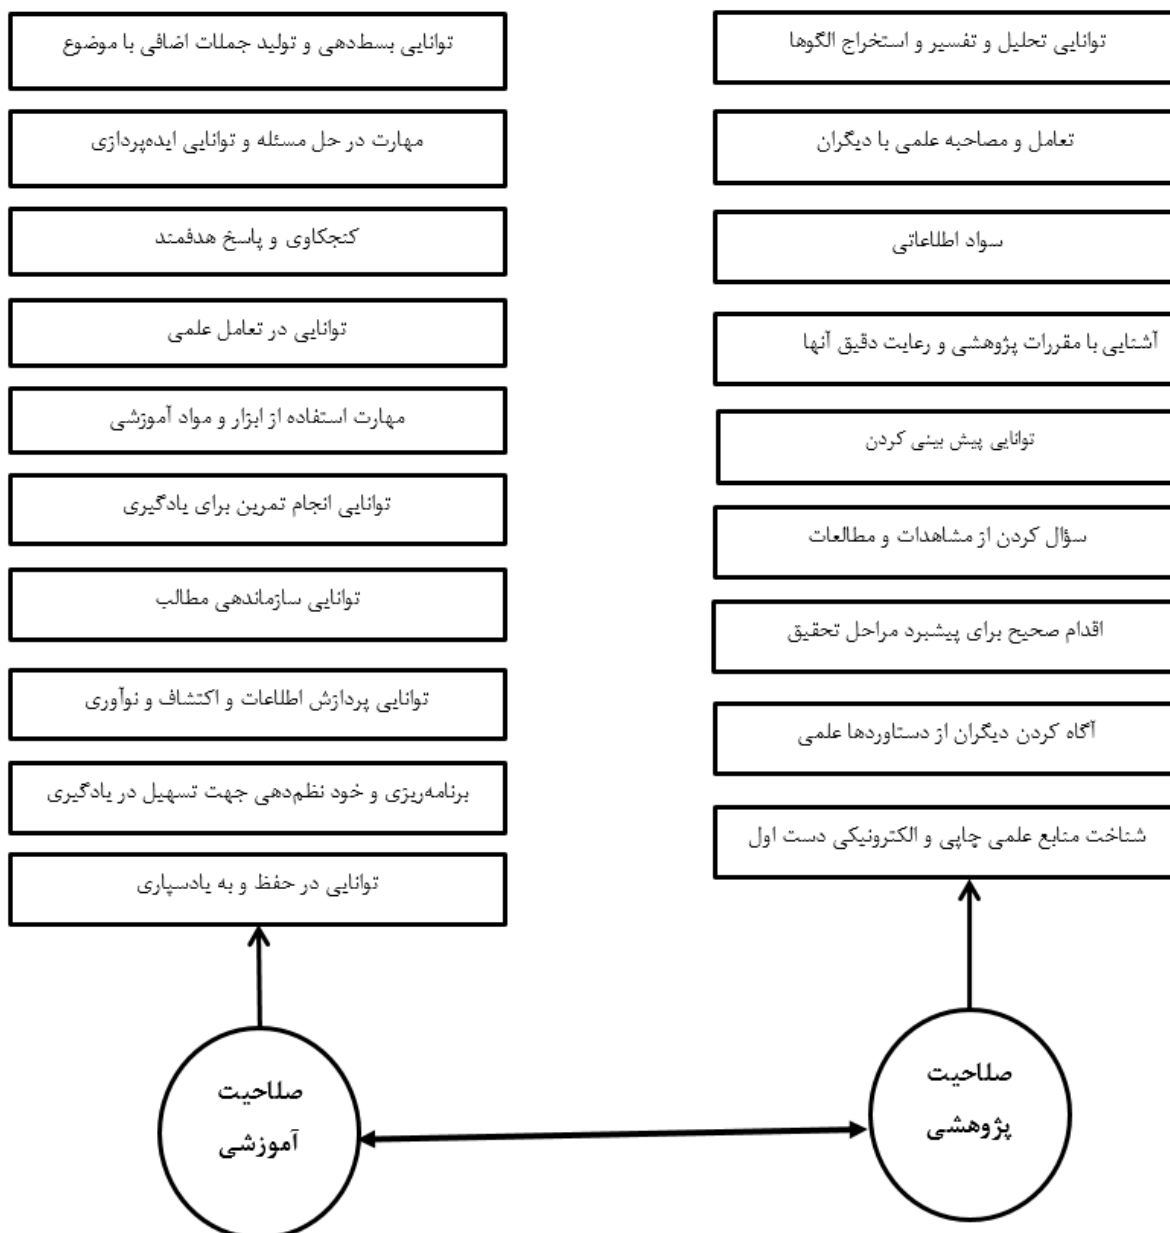 توانایی تحلیل و تفسیر و استخراج الگوها
تعامل و مصاحبه علمی با دیگران
سواد اطلاعاتی
آشنایی با مقررات پژوهشی و رعایت دقیق آنها
توانایی پیش بینی کردن
سؤال کردن از مشاهدات و مطالعات
اقدام صحیح برای پیشبرد مراحل تحقیق
آگاه کردن دیگران از دستاوردها علمی
شناخت منابع علمی چاپی و الکترونیکی دست اول
صلاحیت
پژوهشی
توانایی بسط‌دهی و تولید جملات اضافی با موضوع
مهارت در حل مسئله و توانایی ایده‌پردازی
کنجکاوی و پاسخ هدفمند
توانایی در تعامل علمی
مهارت استفاده از ابزار و مواد آموزشی
توانایی انجام تمرین برای یادگیری
توانایی سازماندهی مطالب
توانایی پردازش اطلاعات و اکتشاف و نوآوری
برنامه‌ریزی و خود نظم‌دهی جهت تسهیل در یادگیری
توانایی در حفظ و به یادسپاری
صلاحیت
آموزشی